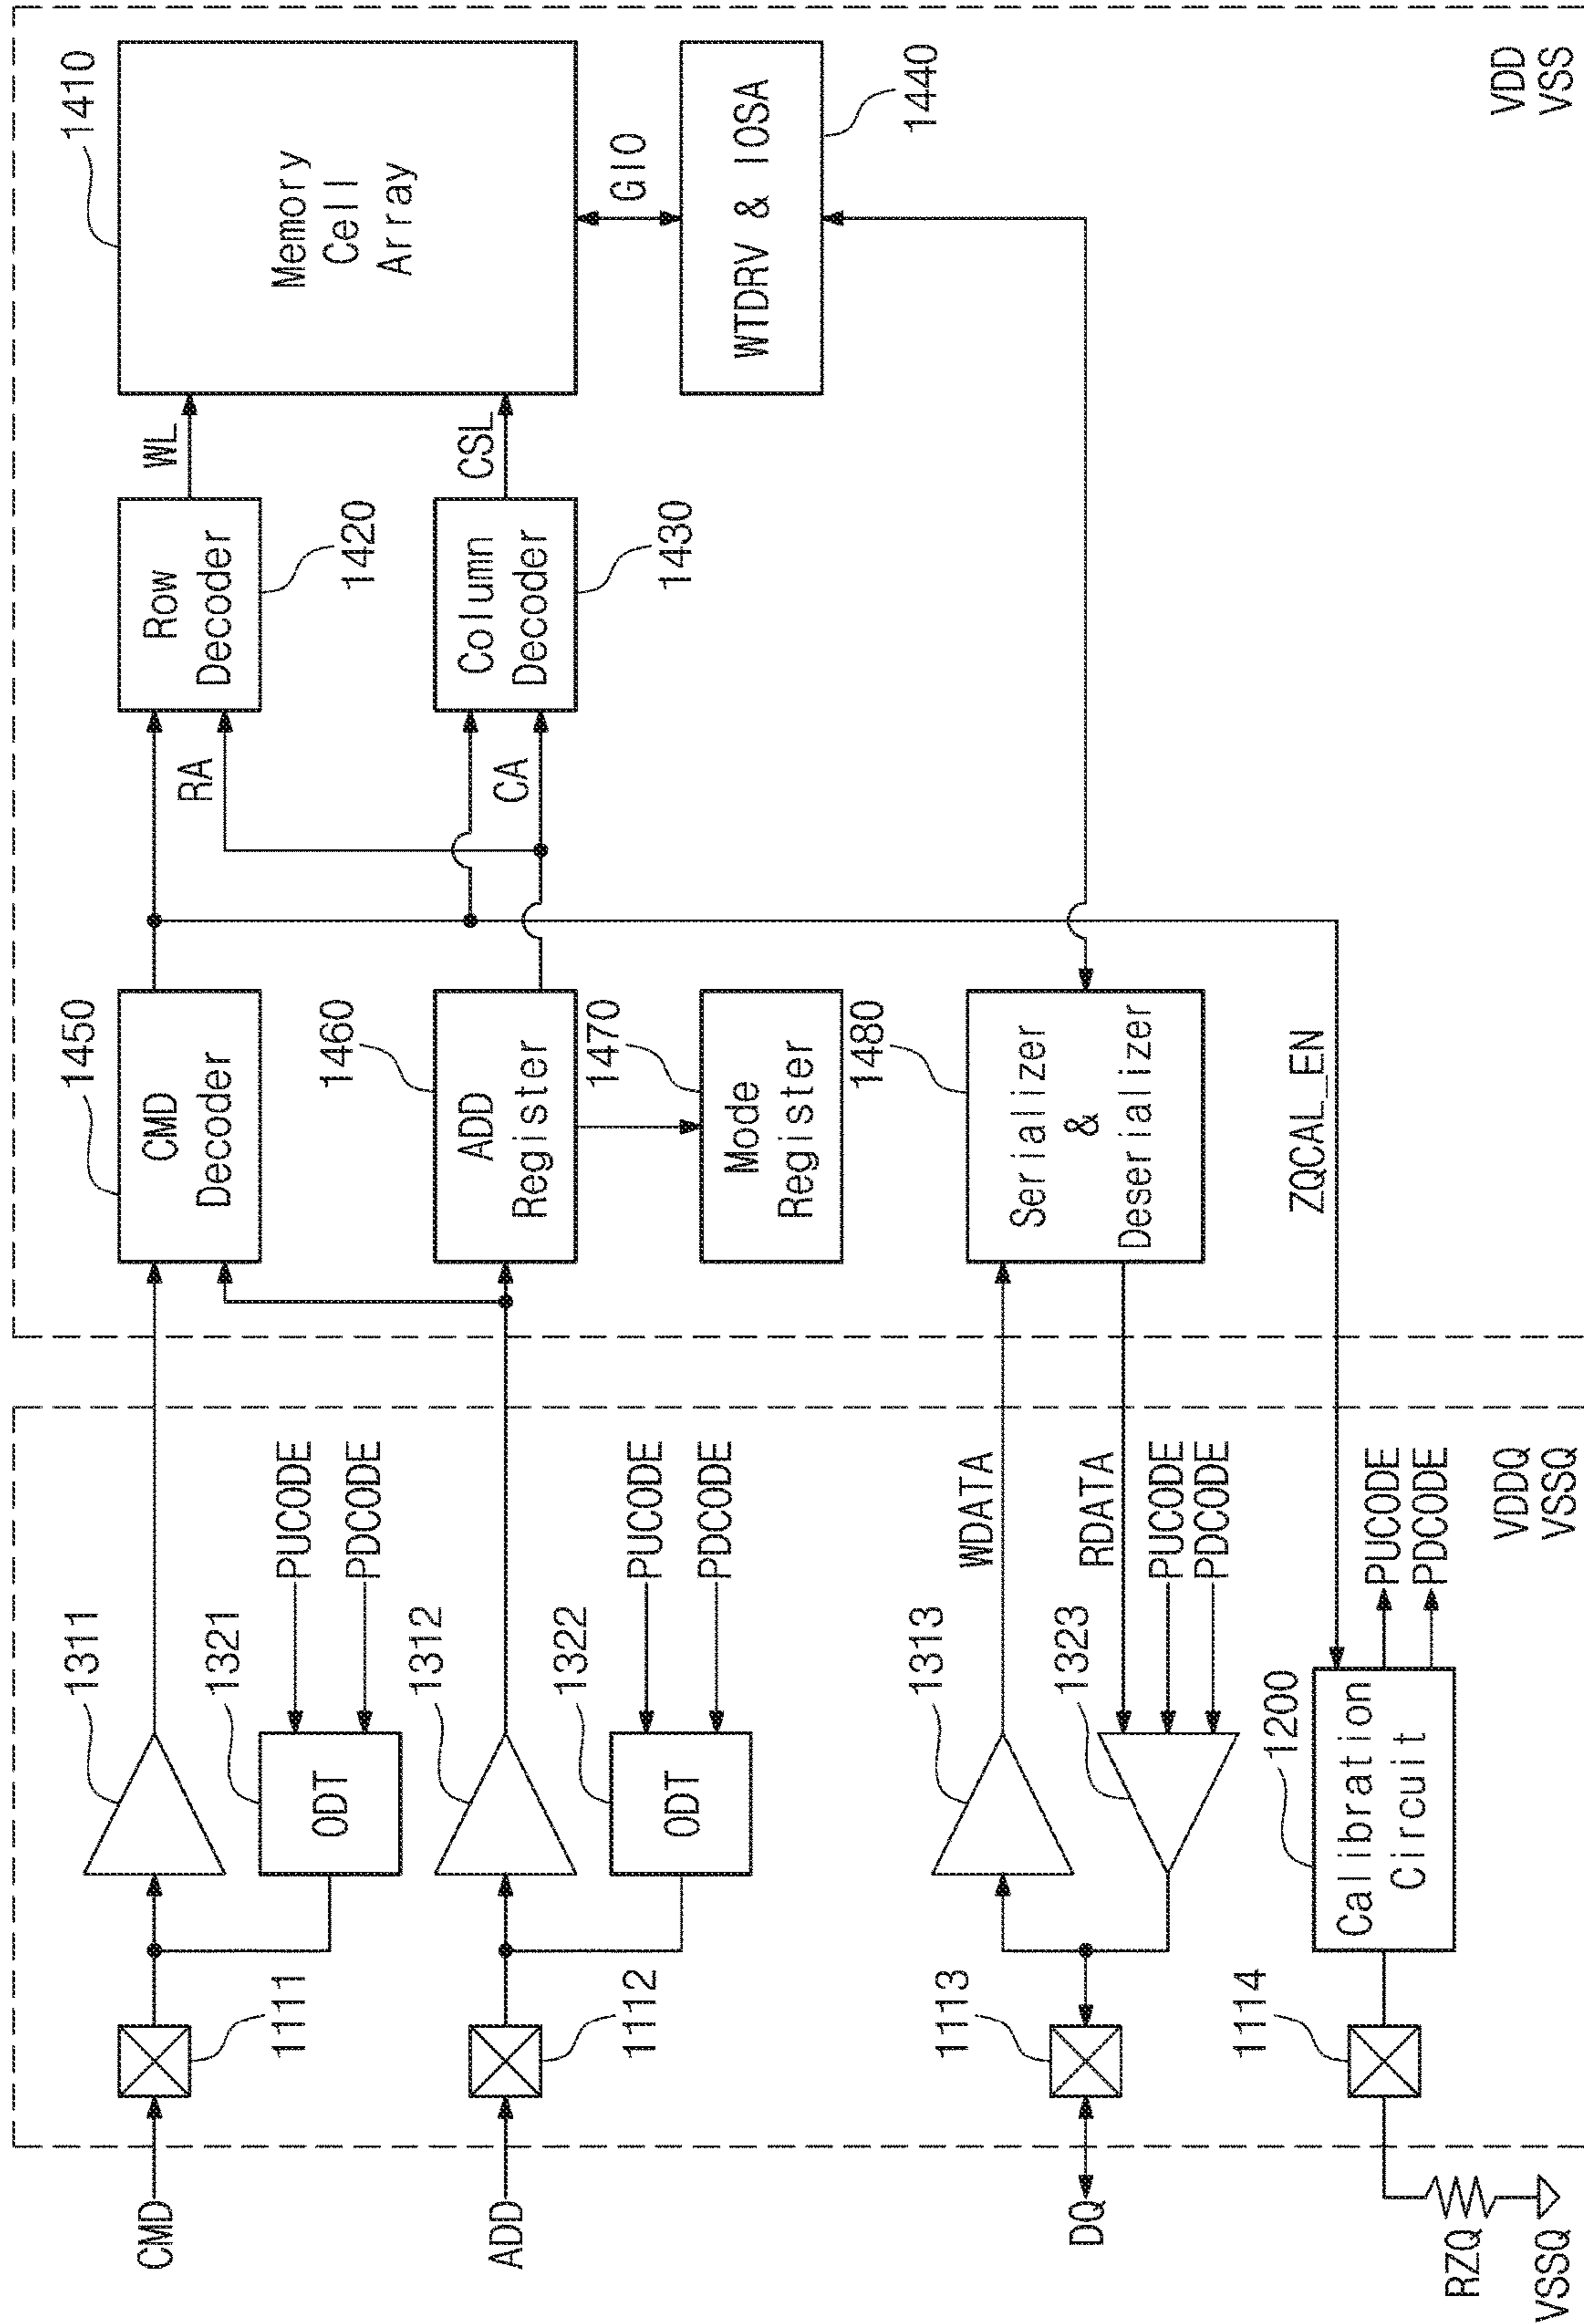 1410
Memory
Cell
Array
GIO
WTDRV & IOSA
1440
VDD
VSS
WL
Row
Decoder
1420
CSL
Column
Decoder
1430
RA
CA
1450
CMD
Decoder
1460
ADD
Register
1470
Mode
Register
1480
Serializer
&
Deserializer
ZQCAL_EN
1311
1321
ODT
PUCODE
PDCODE
1312
1322
ODT
PUCODE
PDCODE
1313
WDATA
RDATA
PUCODE
PDCODE
1323
1200
Calibration
Circuit
PUCODE
PDCODE
VDDQ
VSSQ
CMD
1111
ADD
1112
DQ
1113
1114
RZQ
VSSQ